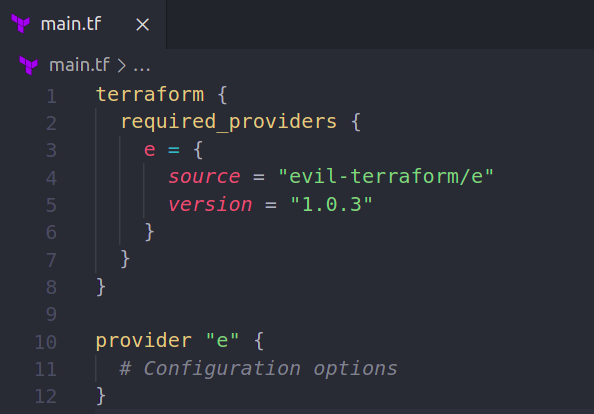 main.tf ×
main.tf > ...
1 terraform {
2   required_providers {
3     e = {
4       source = "evil-terraform/e"
5       version = "1.0.3"
6     }
7   }
8 }
9
10 provider "e" {
11   # Configuration options
12 }